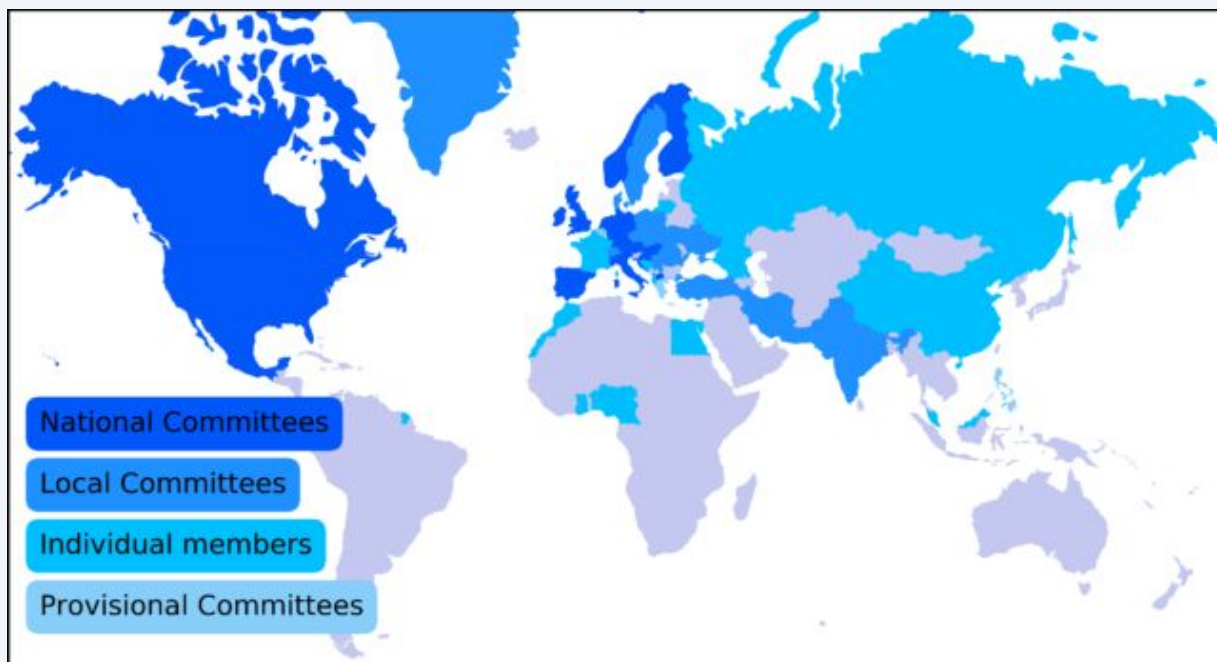 National Committees
Local Committees
Individual members
Provisional Committees